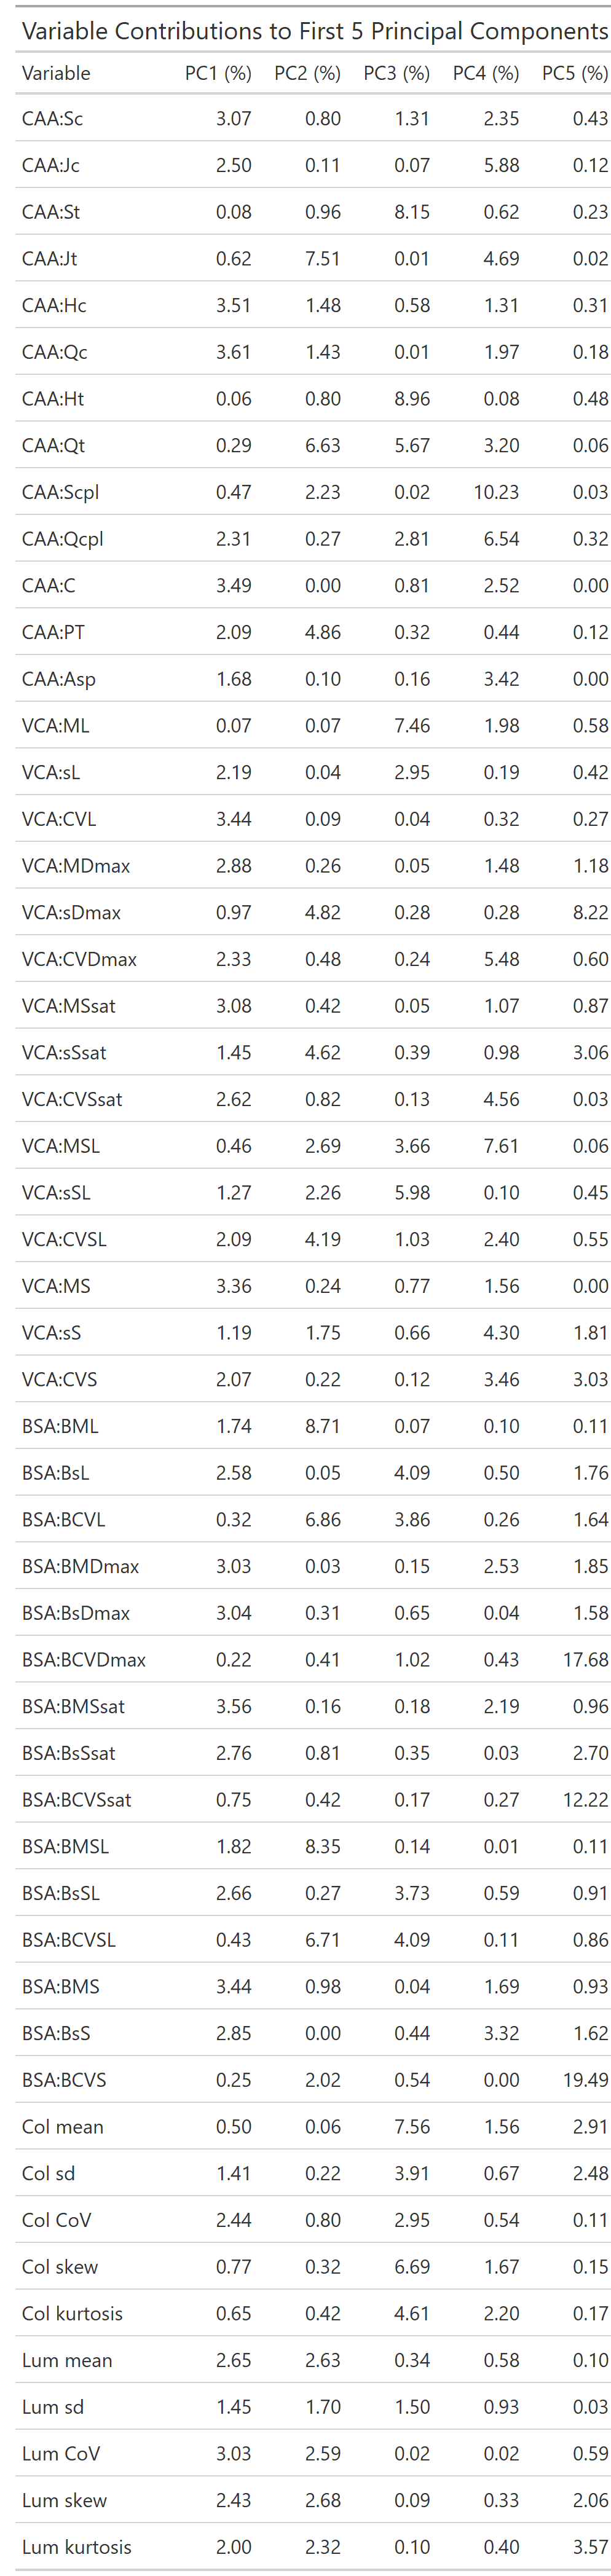 Variable Contributions to First 5 Principal Components
Variable PC1 (%) PC2 (%) PC3 (%) PC4 (%) PC5 (%)
CAA:Sc 3.07 0.80 1.31 2.35 0.43
CAA:Jc 2.50 0.11 0.07 5.88 0.12
CAA:St 0.08 0.96 8.15 0.62 0.23
CAA:Jt 0.62 7.51 0.01 4.69 0.02
CAA:Hc 3.51 1.48 0.58 1.31 0.31
CAA:Qc 3.61 1.43 0.01 1.97 0.18
CAA:Ht 0.06 0.80 8.96 0.08 0.48
CAA:Qt 0.29 6.63 5.67 3.20 0.06
CAA:Scpl 0.47 2.23 0.02 10.23 0.03
CAA:Qcpl 2.31 0.27 2.81 6.54 0.32
CAA:C 3.49 0.00 0.81 2.52 0.00
CAA:PT 2.09 4.86 0.32 0.44 0.12
CAA:Asp 1.68 0.10 0.16 3.42 0.00
VCA:ML 0.07 0.07 7.46 1.98 0.58
VCA:sL 2.19 0.04 2.95 0.19 0.42
VCA:CVL 3.44 0.09 0.04 0.32 0.27
VCA:MDmax 2.88 0.26 0.05 1.48 1.18
VCA:sDmax 0.97 4.82 0.28 0.28 8.22
VCA:CVDmax 2.33 0.48 0.24 5.48 0.60
VCA:MSsat 3.08 0.42 0.05 1.07 0.87
VCA:sSsat 1.45 4.62 0.39 0.98 3.06
VCA:CVSsat 2.62 0.82 0.13 4.56 0.03
VCA:MSL 0.46 2.69 3.66 7.61 0.06
VCA:sSL 1.27 2.26 5.98 0.10 0.45
VCA:CVSL 2.09 4.19 1.03 2.40 0.55
VCA:MS 3.36 0.24 0.77 1.56 0.00
VCA:sS 1.19 1.75 0.66 4.30 1.81
VCA:CVS 2.07 0.22 0.12 3.46 3.03
BSA:BML 1.74 8.71 0.07 0.10 0.11
BSA:BsL 2.58 0.05 4.09 0.50 1.76
BSA:BCVL 0.32 6.86 3.86 0.26 1.64
BSA:BMDmax 3.03 0.03 0.15 2.53 1.85
BSA:BsDmax 3.04 0.31 0.65 0.04 1.58
BSA:BCVDmax 0.22 0.41 1.02 0.43 17.68
BSA:BMSsat 3.56 0.16 0.18 2.19 0.96
BSA:BsSsat 2.76 0.81 0.35 0.03 2.70
BSA:BCVSsat 0.75 0.42 0.17 0.27 12.22
BSA:BMSL 1.82 8.35 0.14 0.01 0.11
BSA:BsSL 2.66 0.27 3.73 0.59 0.91
BSA:BCVSL 0.43 6.71 4.09 0.11 0.86
BSA:BMS 3.44 0.98 0.04 1.69 0.93
BSA:BsS 2.85 0.00 0.44 3.32 1.62
BSA:BCVS 0.25 2.02 0.54 0.00 19.49
Col mean 0.50 0.06 7.56 1.56 2.91
Col sd 1.41 0.22 3.91 0.67 2.48
Col CoV 2.44 0.80 2.95 0.54 0.11
Col skew 0.77 0.32 6.69 1.67 0.15
Col kurtosis 0.65 0.42 4.61 2.20 0.17
Lum mean 2.65 2.63 0.34 0.58 0.10
Lum sd 1.45 1.70 1.50 0.93 0.03
Lum CoV 3.03 2.59 0.02 0.02 0.59
Lum skew 2.43 2.68 0.09 0.33 2.06
Lum kurtosis 2.00 2.32 0.10 0.40 3.57